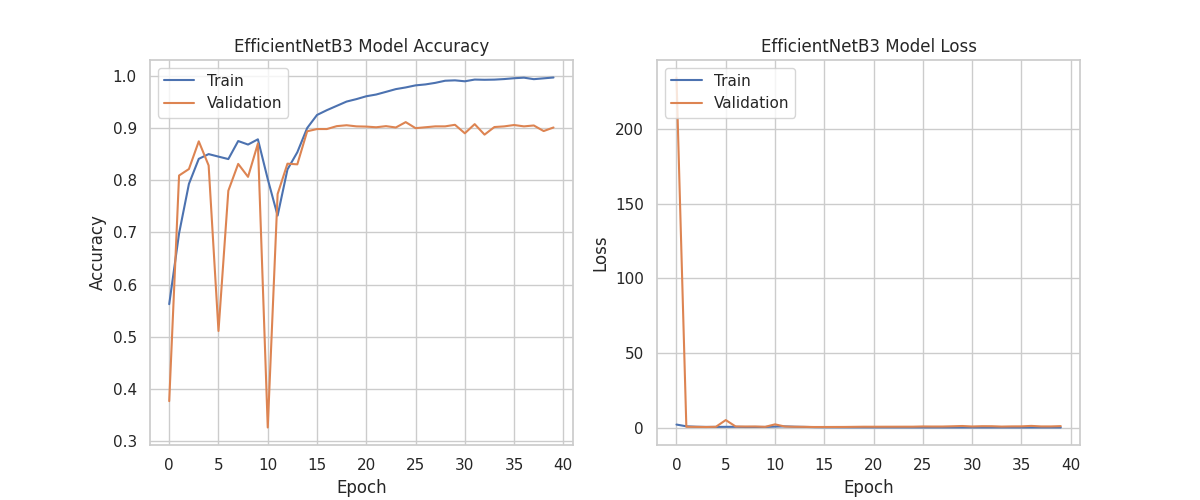 EfficientNetB3 Model Accuracy
Train
Validation
1.0
0.9
0.8
0.7
0.6
0.5
0.4
0.3
Accuracy
0 5 10 15 20 25 30 35 40
Epoch
EfficientNetB3 Model Loss
Train
Validation
200
150
100
50
0
Loss
0 5 10 15 20 25 30 35 40
Epoch